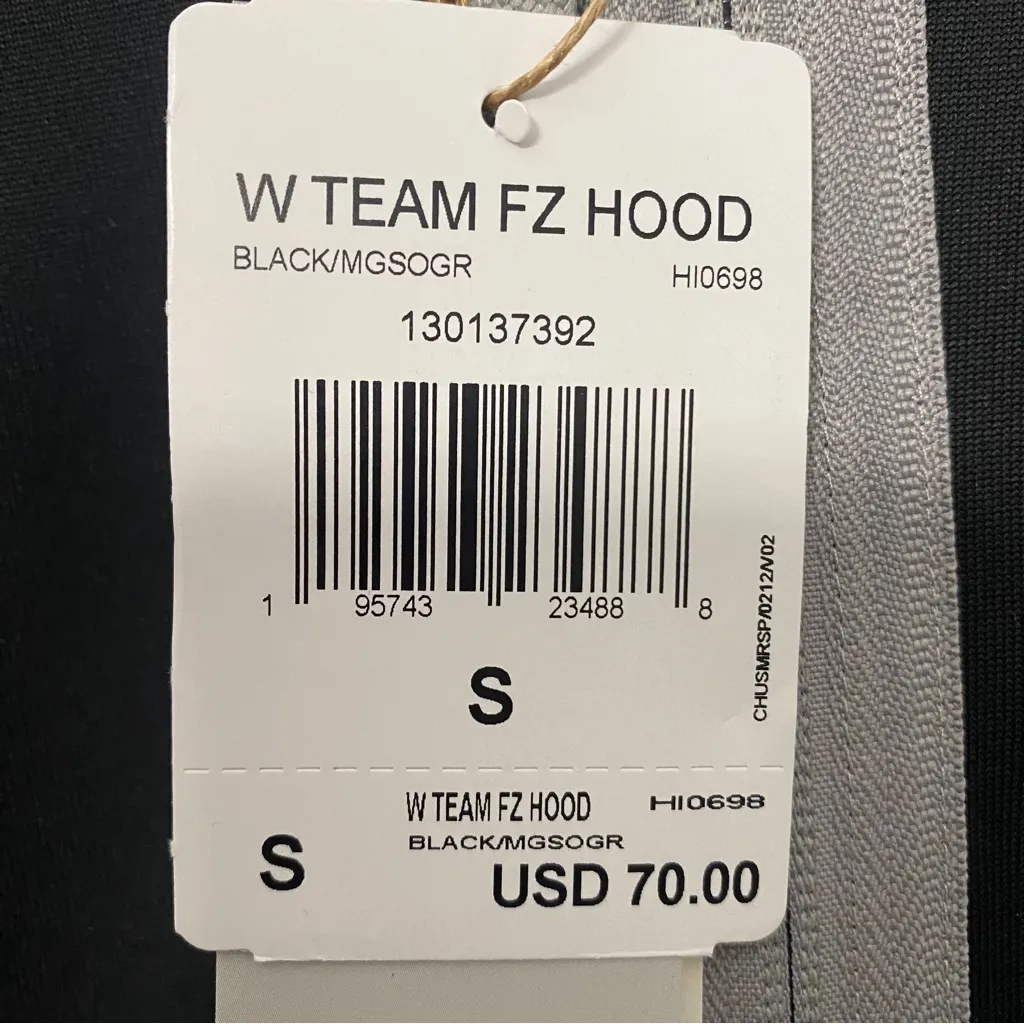 W TEAM FZ HOOD
BLACK/MGSOGR HI0698
130137392
1 95743 23488 8
CHUSMRSP/0212/V02
S
W TEAM FZ HOOD HI0698
BLACK/MGSOGR
S
USD 70.00